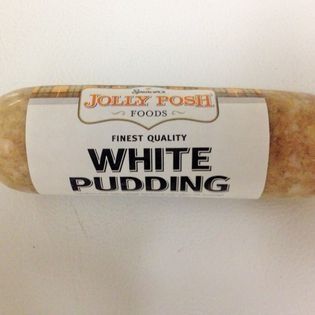 JOLLY POSH
FOODS
FINEST QUALITY
WHITE
PUDDING